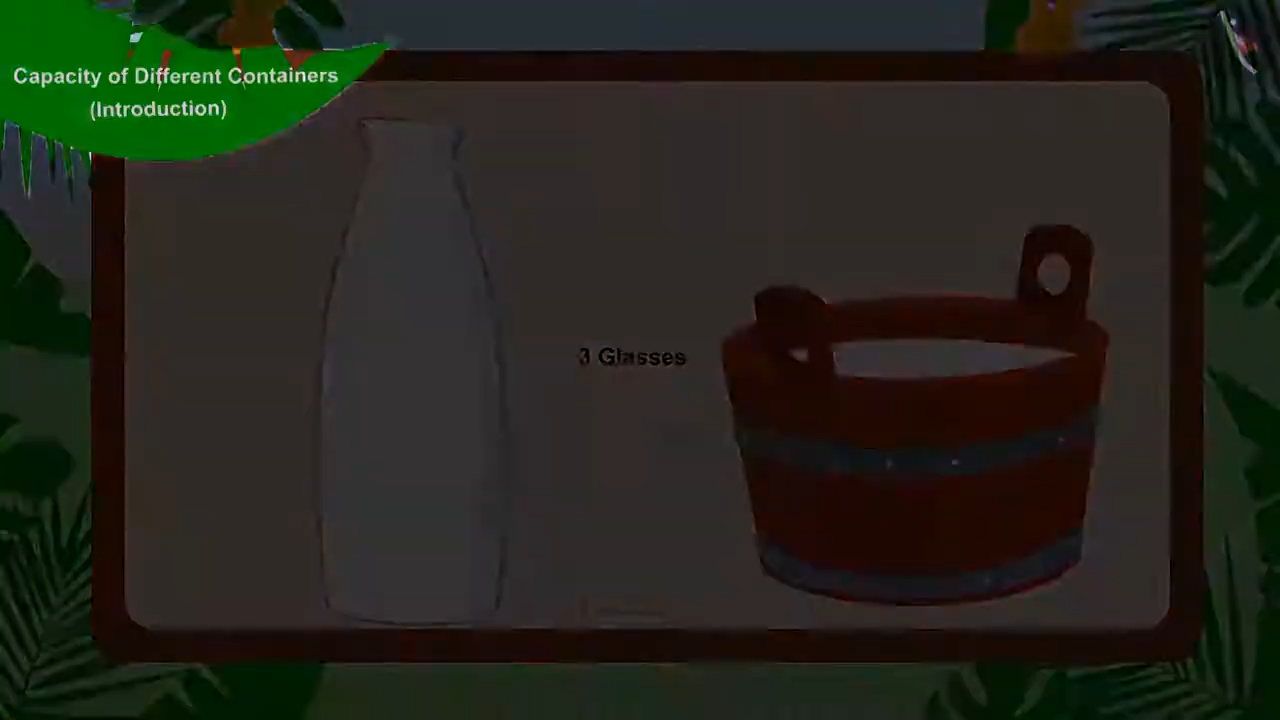 Capacity of Different Containers
(Introduction)
3 Glasses